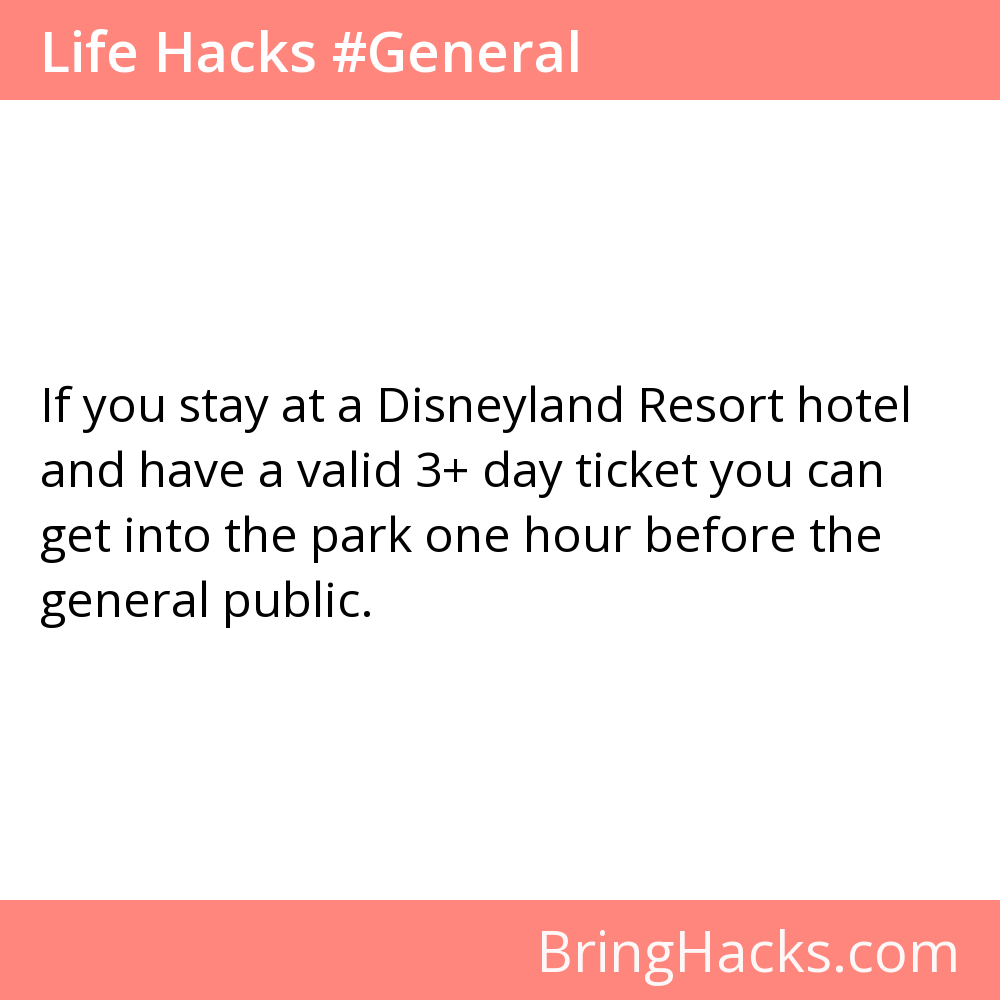 Life Hacks #General
If you stay at a Disneyland Resort hotel
and have a valid 3+ day ticket you can
get into the park one hour before the
general public.
BringHacks.com